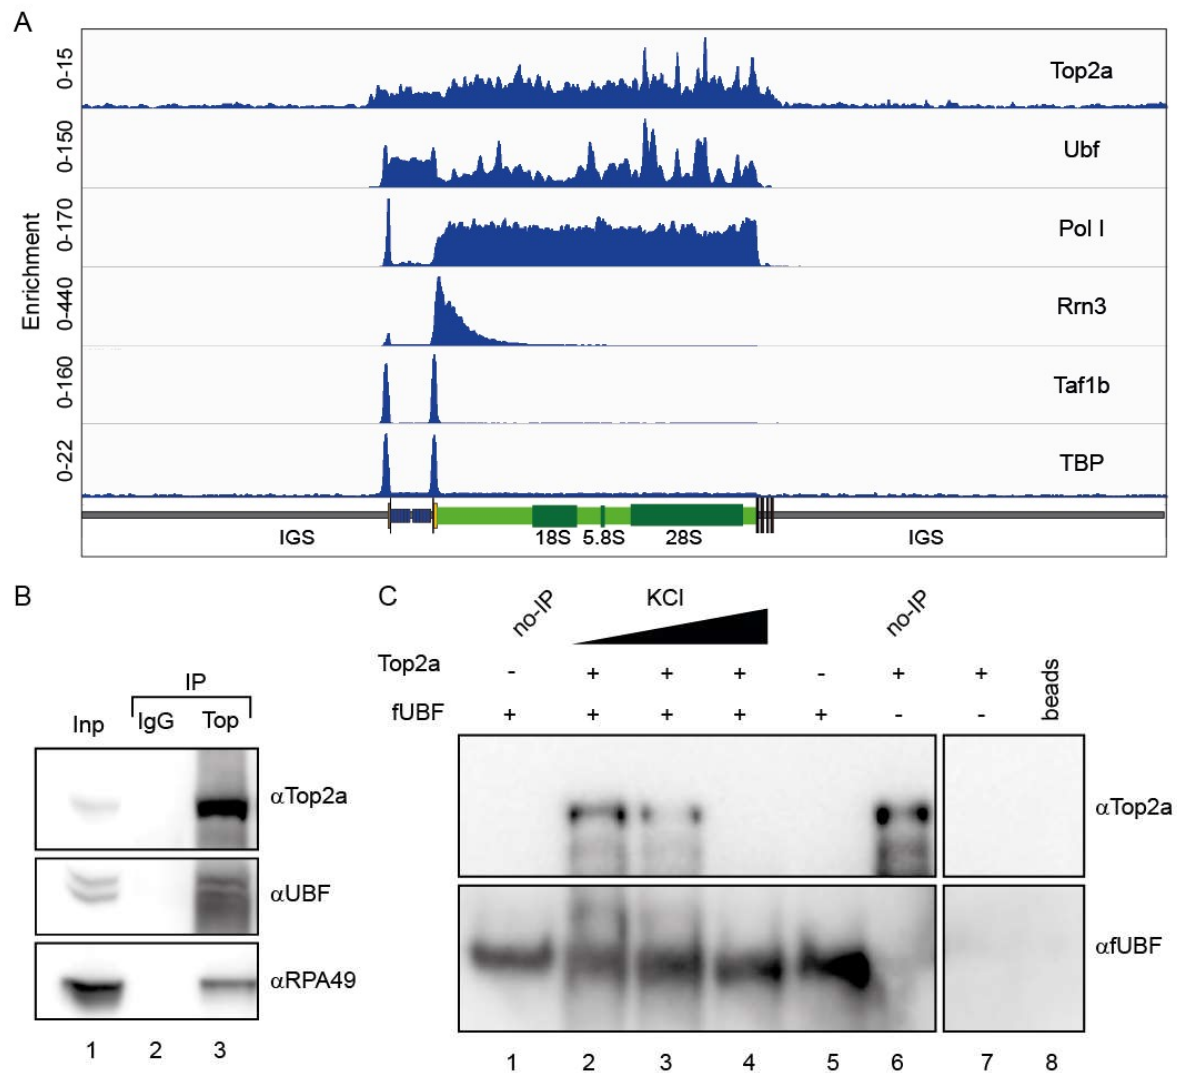 A
Enrichment
0-15
Top2a
0-150
Ubf
0-170
Pol I
0-440
Rrn3
0-160
Taf1b
0-22
TBP
IGS 18S 5.8S 28S IGS
B
IP
Inp IgG Top
αTop2a
αUBF
αRPA49
1 2 3
C
no-IP KCl no-IP
Top2a - + + + - + + beads
fUBF + + + + + - -
αTop2a
αfUBF
1 2 3 4 5 6 7 8